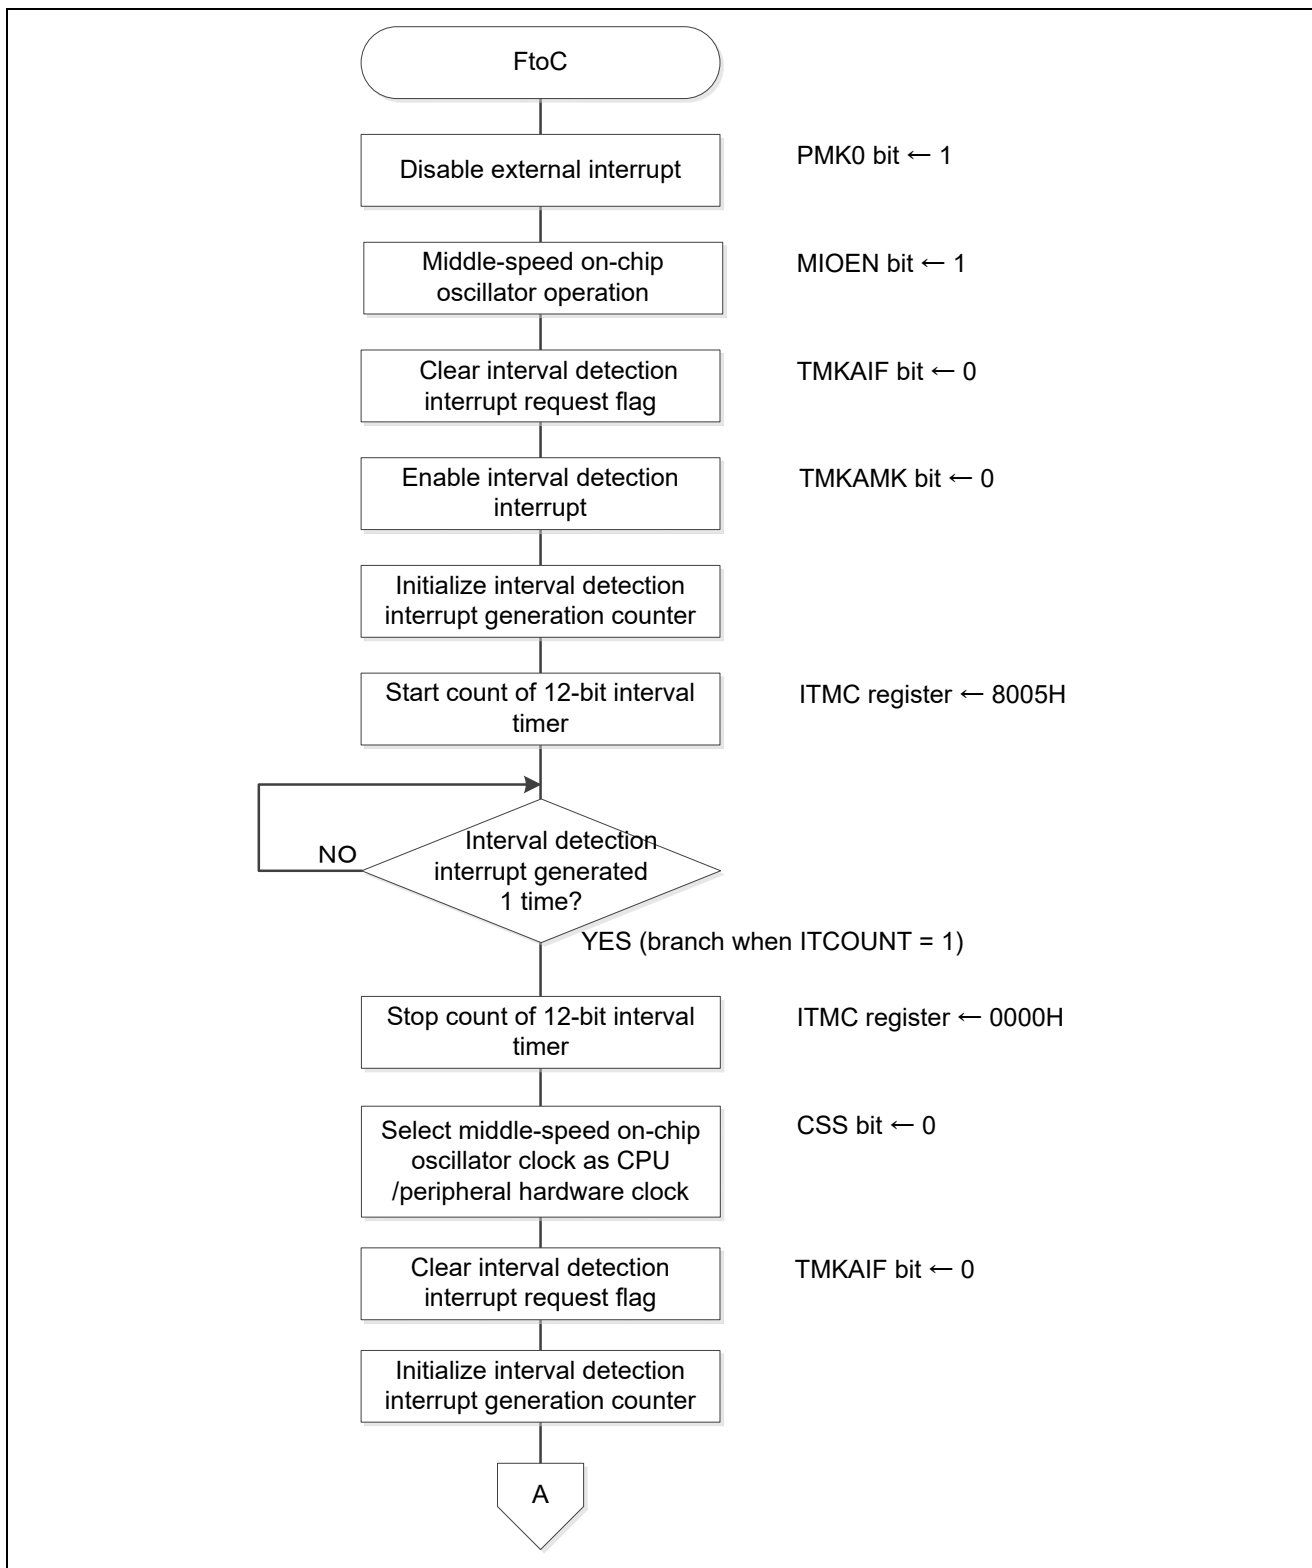 FtoC
Disable external interrupt
PMK0 bit ← 1
Middle-speed on-chip
oscillator operation
MIOEN bit ← 1
Clear interval detection
interrupt request flag
TMKAIF bit ← 0
Enable interval detection
interrupt
TMKAMK bit ← 0
Initialize interval detection
interrupt generation counter
Start count of 12-bit interval
timer
ITMC register ← 8005H
Interval detection
interrupt generated
1 time?
NO
YES (branch when ITCOUNT = 1)
Stop count of 12-bit interval
timer
ITMC register ← 0000H
Select middle-speed on-chip
oscillator clock as CPU
/peripheral hardware clock
CSS bit ← 0
Clear interval detection
interrupt request flag
TMKAIF bit ← 0
Initialize interval detection
interrupt generation counter
A